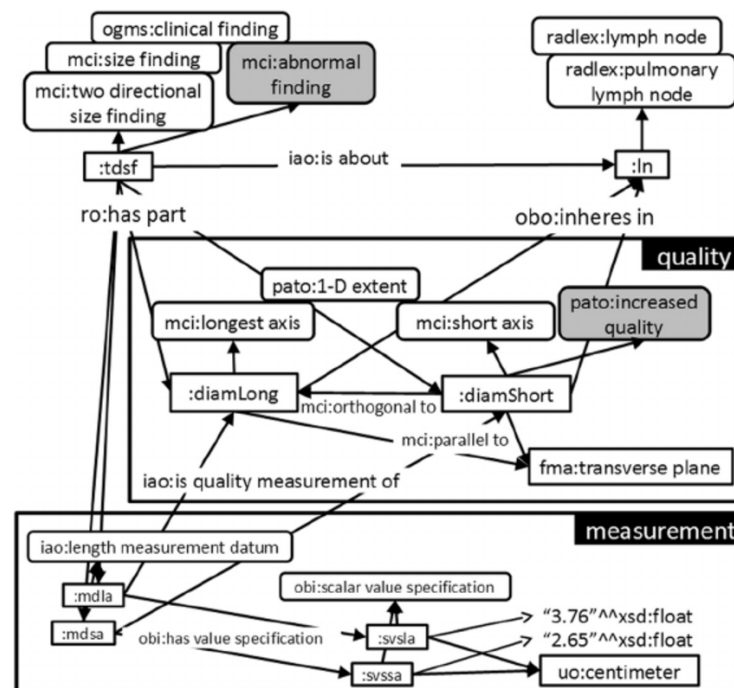 ogms:clinical finding
mci:size finding
mci:two directional
size finding
mci:abnormal
finding
radlex:lymph node
radlex:pulmonary
lymph node
:tdsf
iao:is about
:ln
ro:has part
obo:inheres in
quality
pato:1-D extent
mci:longest axis
mci:short axis
pato:increased
quality
:diamLong
:diamShort
mci:orthogonal to
mci:parallel to
fma:transverse plane
iao:is quality measurement of
measurement
iao:length measurement datum
:mdla
:mdsa
obi:scalar value specification
obi:has value specification
:svsla
:svssa
"3.76"^^xsd:float
"2.65"^^xsd:float
uo:centimeter